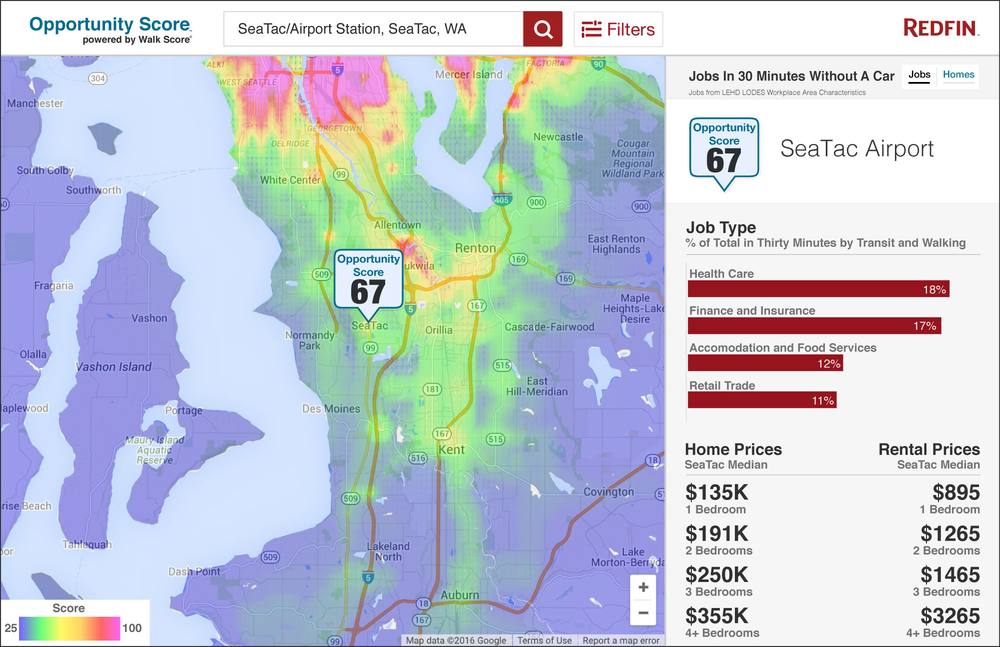 Opportunity Score™
powered by Walk Score®
SeaTac/Airport Station, SeaTac, WA
Filters
REDFIN™
ALKI
WEST SEATTLE
5
Mercer Island
FACTORIA
90
304
Manchester
GEORGETOWN
DELRIDGE
Newcastle
Cougar
Mountain
Regional
Wildland Park
South Colby
Southworth
White Center
99
405
900
900
Allentown
East Renton
Highlands
Renton
169
ukwila
509
169
Opportunity
Score
67
Fragaria
Vashon
5
167
Maple
Heights-Lake
Desire
SeaTac
Orillia
Cascade-Fairwood
Normandy
Park
99
Olalla
Vashon Island
515
East
Hill-Meridian
181
aplewood
Portage
Des Moines
167
515
Maury Island
Aquatic
Reserve
Kent
516
18
Covington
51
509
rise Beach
Tahlequah
Lakeland
North
509
Lake
Morton-Berryda
Dash Point
5
Auburn
18
167
99
Score
25
100
+
−
Map data ©2016 Google
Terms of Use
Report a map error
Jobs In 30 Minutes Without A Car
Jobs from LEHD LODES Workplace Area Characteristics
Jobs
Homes
Opportunity
Score
67
SeaTac Airport
Job Type
% of Total in Thirty Minutes by Transit and Walking
Health Care
18%
Finance and Insurance
17%
Accomodation and Food Services
12%
Retail Trade
11%
Home Prices
SeaTac Median
$135K
1 Bedroom
$191K
2 Bedrooms
$250K
3 Bedrooms
$355K
4+ Bedrooms
Rental Prices
SeaTac Median
$895
1 Bedroom
$1265
2 Bedrooms
$1465
3 Bedrooms
$3265
4+ Bedrooms